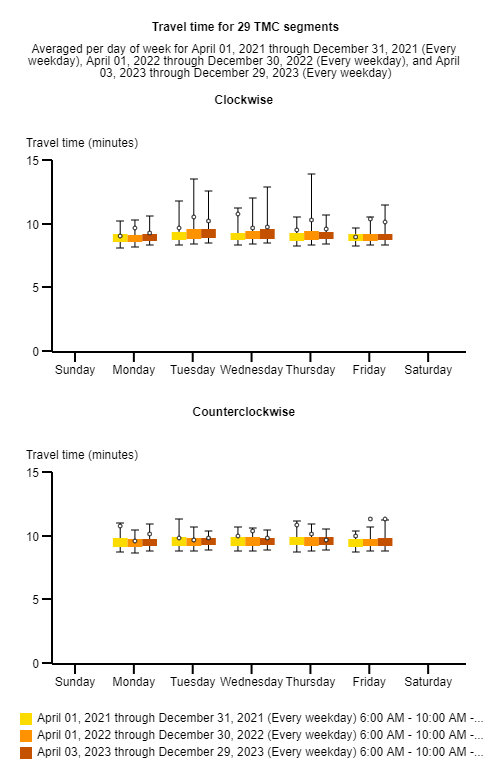 Travel time for 29 TMC segments
Averaged per day of week for April 01, 2021 through December 31, 2021 (Every
weekday), April 01, 2022 through December 30, 2022 (Every weekday), and April
03, 2023 through December 29, 2023 (Every weekday)
Clockwise
Travel time (minutes)
15
10
5
0
Sunday Monday Tuesday Wednesday Thursday Friday Saturday
Counterclockwise
Travel time (minutes)
15
10
5
0
Sunday Monday Tuesday Wednesday Thursday Friday Saturday
April 01, 2021 through December 31, 2021 (Every weekday) 6:00 AM - 10:00 AM -...
April 01, 2022 through December 30, 2022 (Every weekday) 6:00 AM - 10:00 AM -...
April 03, 2023 through December 29, 2023 (Every weekday) 6:00 AM - 10:00 AM -...